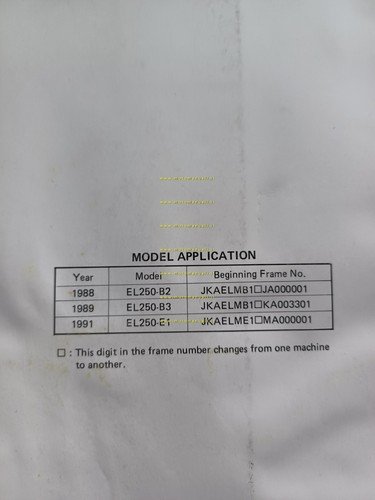 MODEL APPLICATION
Year Model Beginning Frame No.
1988 EL250-B2 JKAELMB1□JA000001
1989 EL250-B3 JKAELMB1□KA003301
1991 EL250-E1 JKAELME1□MA000001
□ : This digit in the frame number changes from one machine
to another.